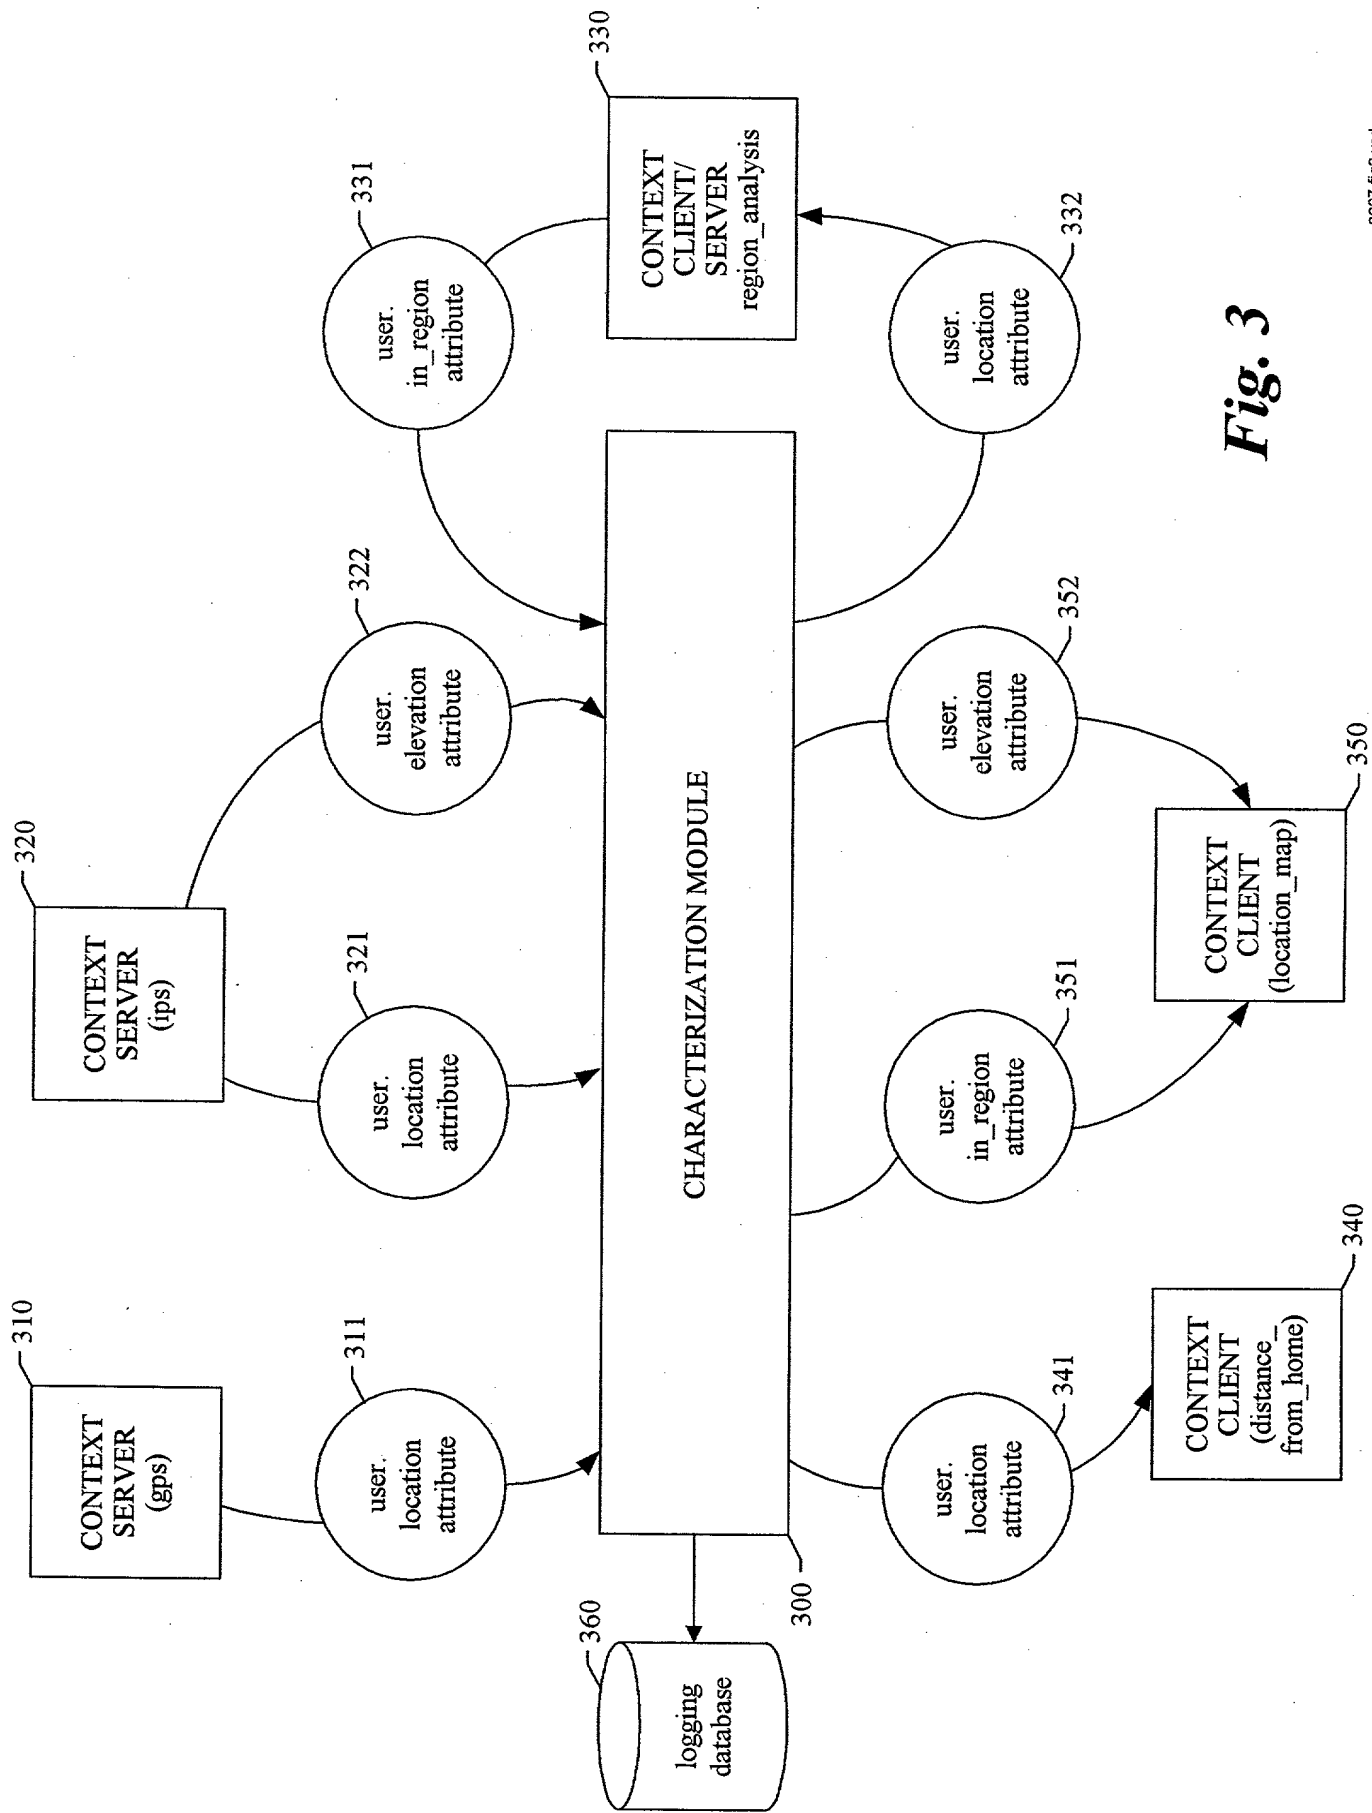 310
CONTEXT
SERVER
(gps)
320
CONTEXT
SERVER
(ips)
311
user.
location
attribute
321
user.
location
attribute
322
user.
elevation
attribute
331
user.
in_region
attribute
330
CONTEXT
CLIENT/
SERVER
region_analysis
360
logging
database
300
CHARACTERIZATION MODULE
341
user.
location
attribute
351
user.
in_region
attribute
352
user.
elevation
attribute
332
user.
location
attribute
340
CONTEXT
CLIENT
(distance_
from_home)
350
CONTEXT
CLIENT
(location_map)
Fig. 3